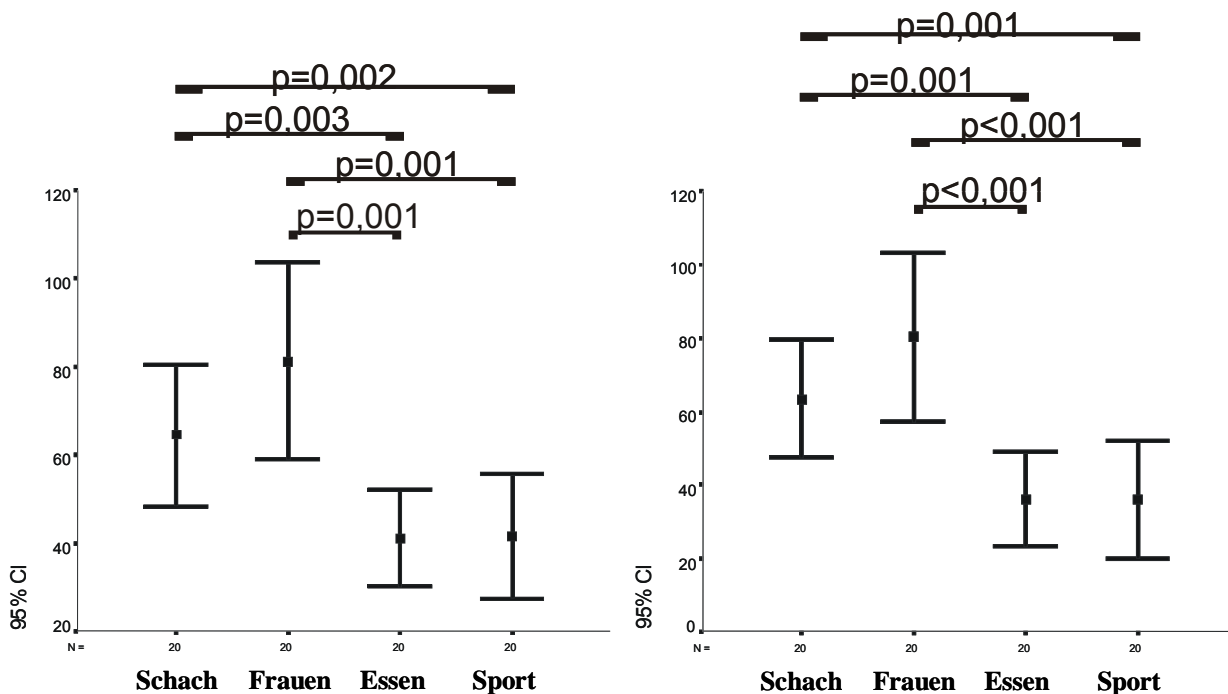 p=0,002
p=0,003
p=0,001
p=0,001
120
100
80
60
40
20
95% CI
N = 20 20 20 20
Schach Frauen Essen Sport
p=0,001
p=0,001
p<0,001
p<0,001
120
100
80
60
40
20
0
95% CI
N = 20 20 20 20
Schach Frauen Essen Sport